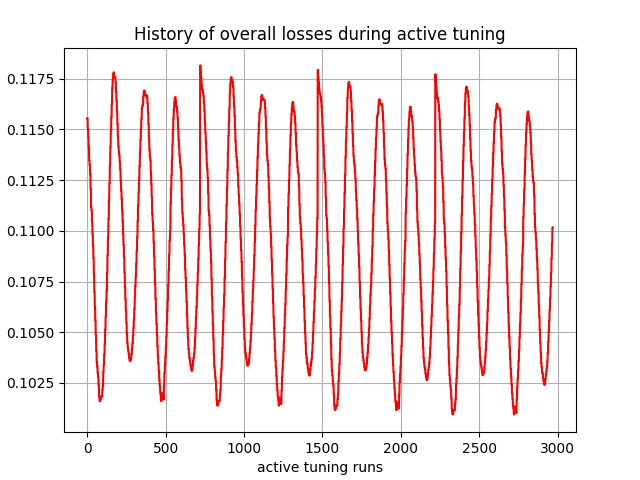 History of overall losses during active tuning
0.1175
0.1150
0.1125
0.1100
0.1075
0.1050
0.1025
0 500 1000 1500 2000 2500 3000
active tuning runs